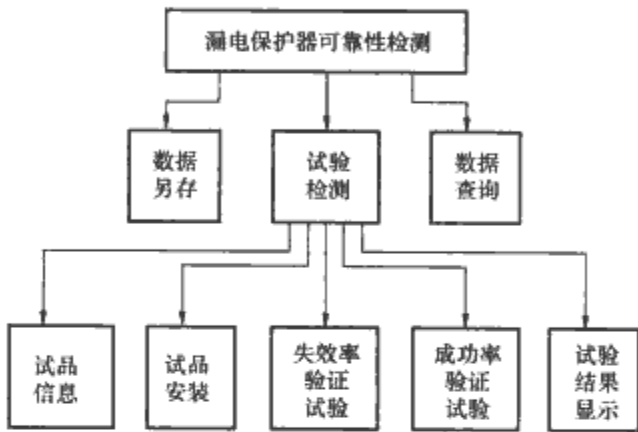 漏电保护器可靠性检测
数据
另存
试验
检测
数据
查询
试品
信息
试品
安装
失效率
验证
试验
成功率
验证
试验
试验
结果
显示